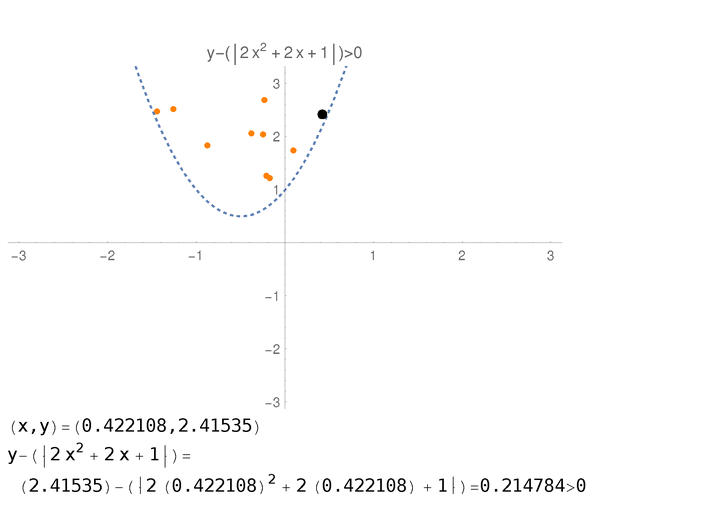 y−(|2x²+2x+1|)>0
3
2
1
−3 −2 −1 1 2 3
−1
−2
−3
(x,y)=(0.422108,2.41535)
y−(|2x²+2x+1|)=
(2.41535)−(|2 (0.422108)²+2 (0.422108) +1|)=0.214784>0